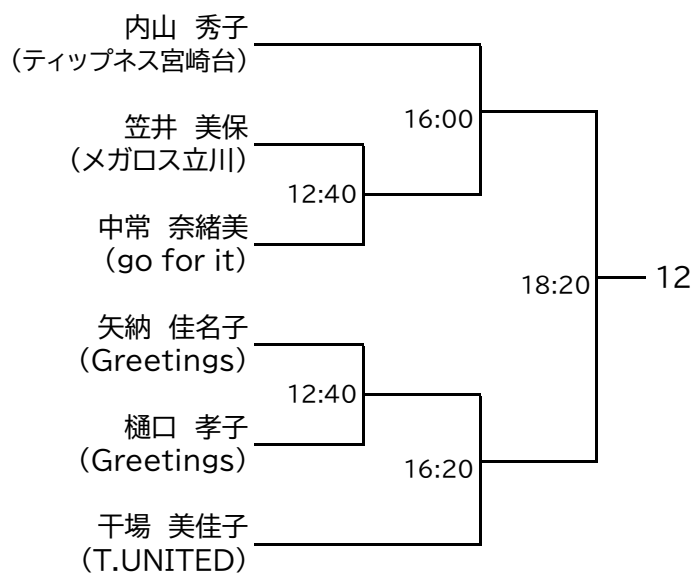 内山 秀子
(ティップネス宮崎台)
16:00
笠井 美保
(メガロス立川)
12:40
中常 奈緒美
(go for it)
18:20
12
矢納 佳名子
(Greetings)
12:40
樋口 孝子
(Greetings)
16:20
干場 美佳子
(T.UNITED)